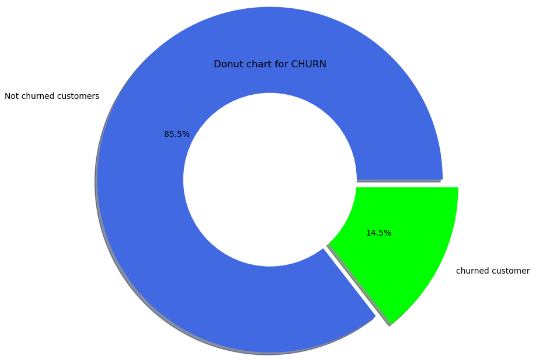 Donut chart for CHURN
Not churned customers
85.5%
14.5%
churned customer